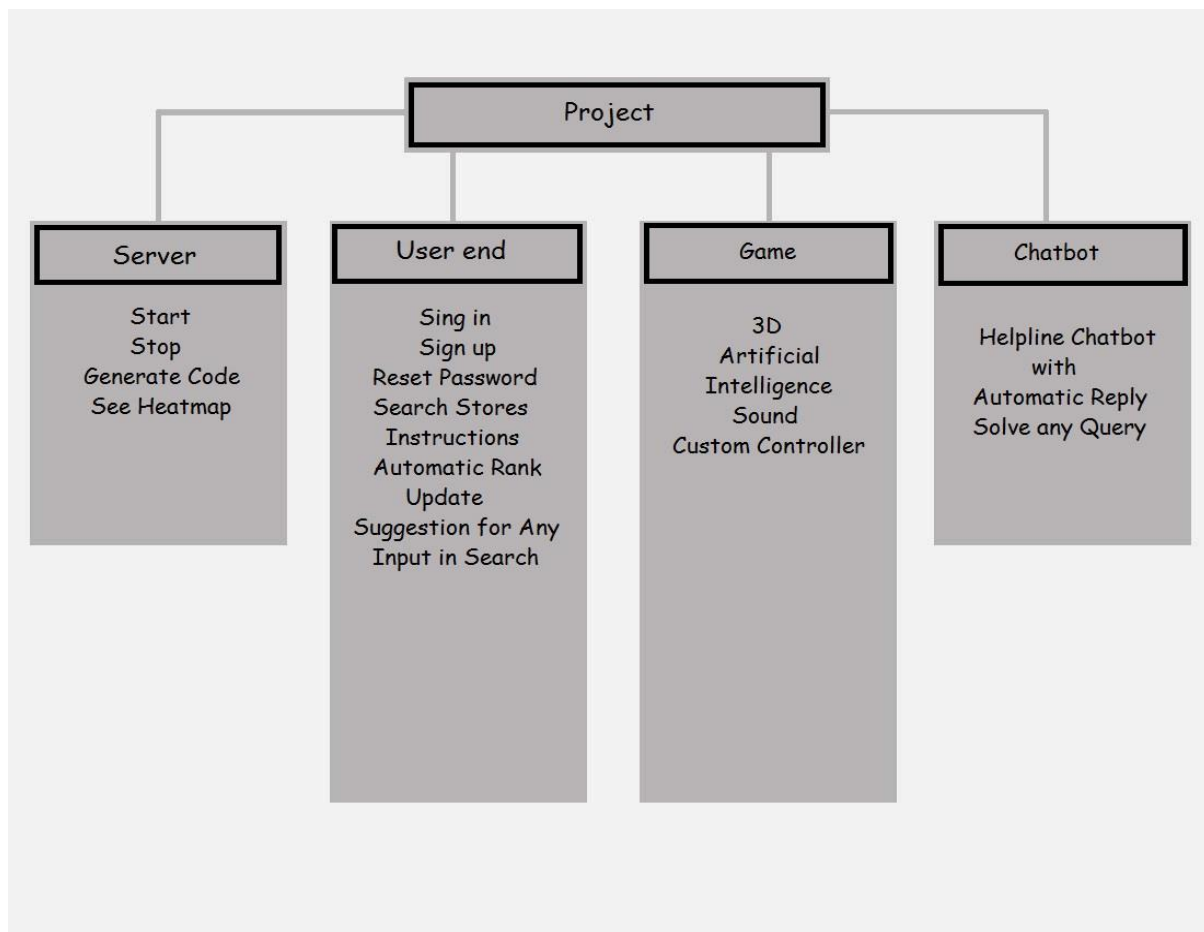 Project
Server
Start
Stop
Generate Code
See Heatmap
User end
Sing in
Sign up
Reset Password
Search Stores
Instructions
Automatic Rank
Update
Suggestion for Any
Input in Search
Game
3D
Artificial
Intelligence
Sound
Custom Controller
Chatbot
Helpline Chatbot
with
Automatic Reply
Solve any Query